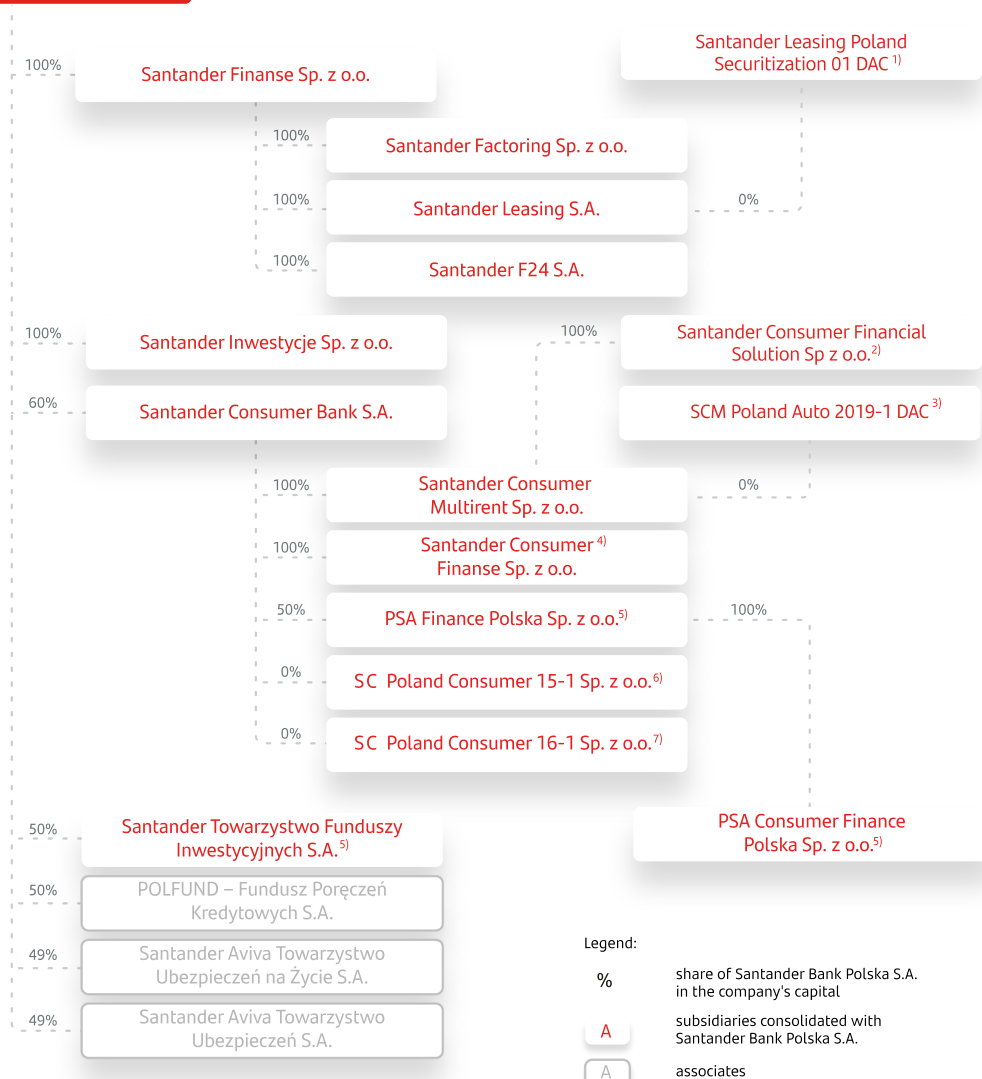 Santander Leasing Poland
Securitization 01 DAC 1)
100%
Santander Finanse Sp. z o.o.
100%
Santander Factoring Sp. z o.o.
100%
Santander Leasing S.A.
0%
100%
Santander F24 S.A.
100%
Santander Inwestycje Sp. z o.o.
100%
Santander Consumer Financial
Solution Sp z o.o.2)
60%
Santander Consumer Bank S.A.
SCM Poland Auto 2019-1 DAC 3)
100%
Santander Consumer
Multirent Sp. z o.o.
0%
100%
Santander Consumer 4)
Finanse Sp. z o.o.
50%
PSA Finance Polska Sp. z o.o.5)
100%
0%
SC Poland Consumer 15-1 Sp. z o.o.6)
0%
SC Poland Consumer 16-1 Sp. z o.o.7)
50%
Santander Towarzystwo Funduszy
Inwestycyjnych S.A.5)
PSA Consumer Finance
Polska Sp. z o.o.5)
50%
POLFUND – Fundusz Poręczeń
Kredytowych S.A.
49%
Santander Aviva Towarzystwo
Ubezpieczeń na Życie S.A.
49%
Santander Aviva Towarzystwo
Ubezpieczeń S.A.
Legend:
%
share of Santander Bank Polska S.A.
in the company's capital
A
subsidiaries consolidated with
Santander Bank Polska S.A.
A
associates